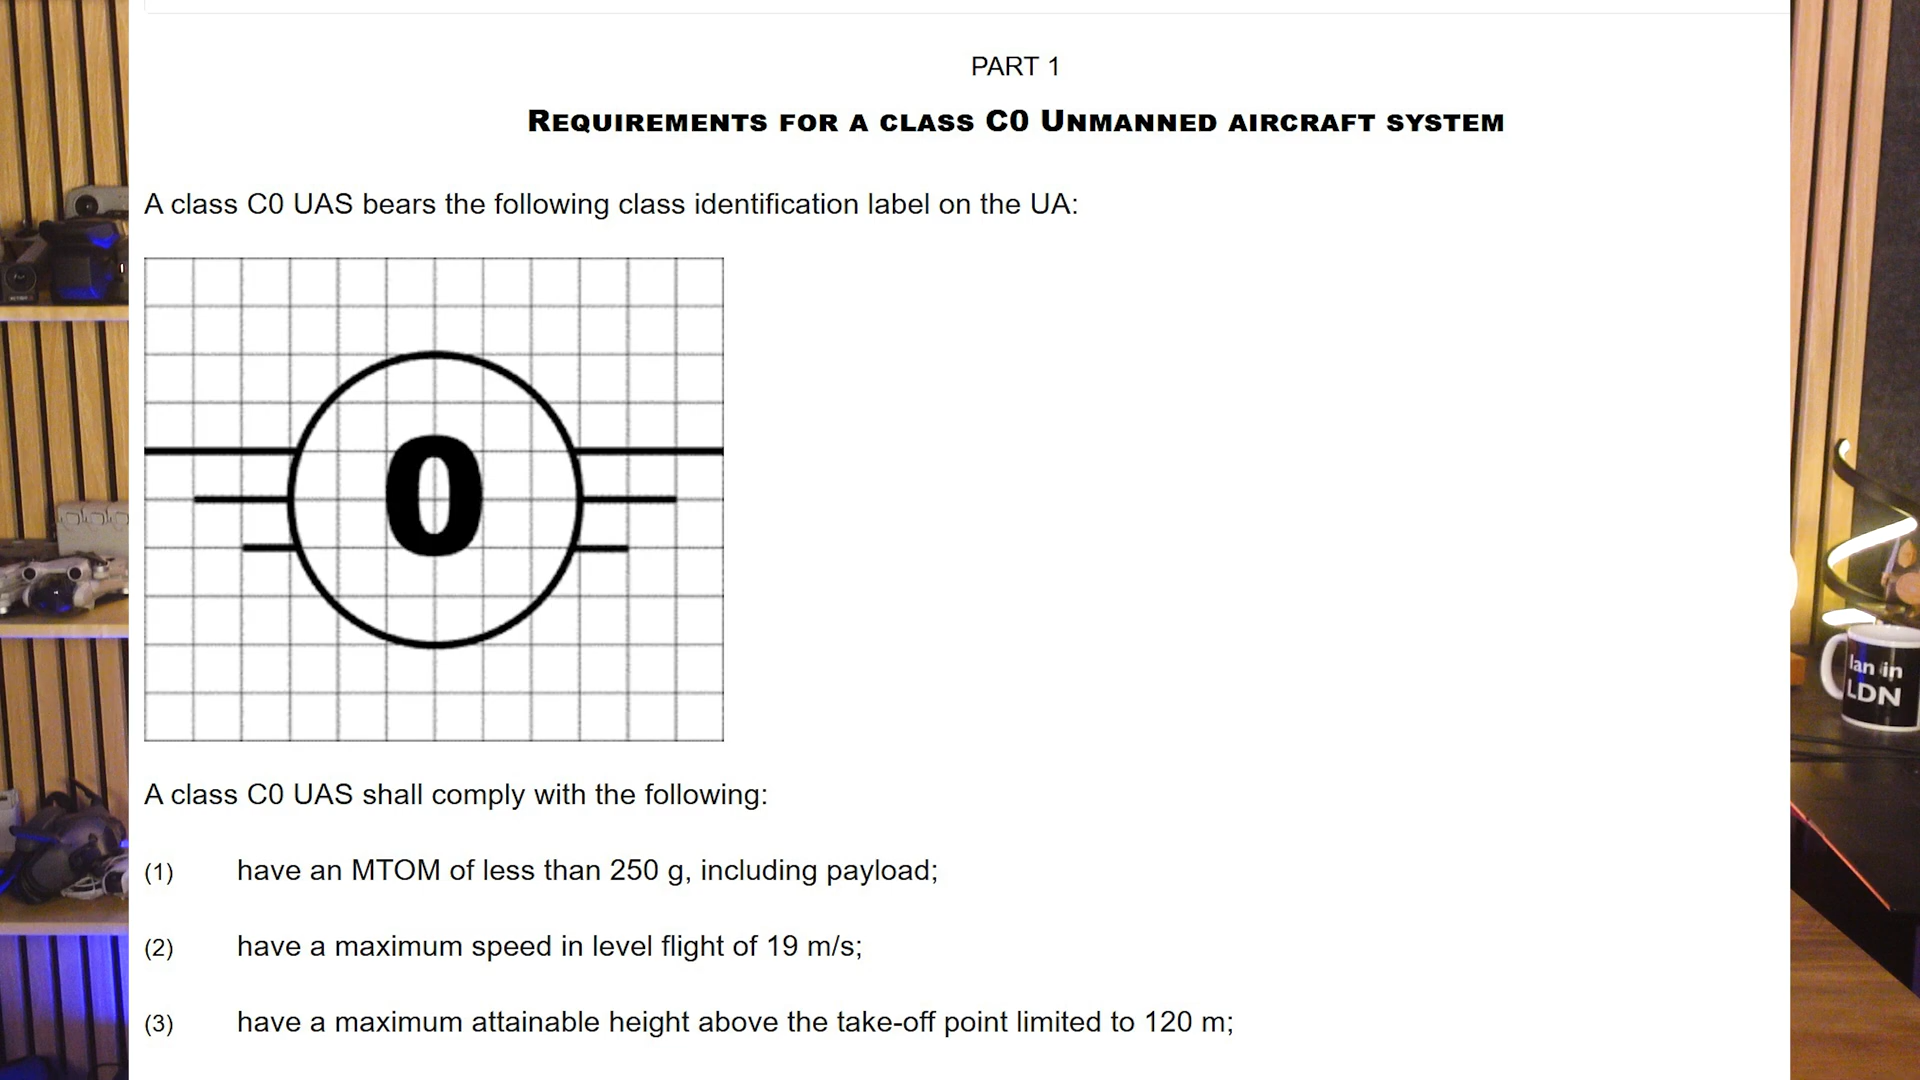 PART 1
REQUIREMENTS FOR A CLASS C0 UNMANNED AIRCRAFT SYSTEM
A class C0 UAS bears the following class identification label on the UA:
0
A class C0 UAS shall comply with the following:
(1) have an MTOM of less than 250 g, including payload;
(2) have a maximum speed in level flight of 19 m/s;
(3) have a maximum attainable height above the take-off point limited to 120 m;
Ian in
LDN